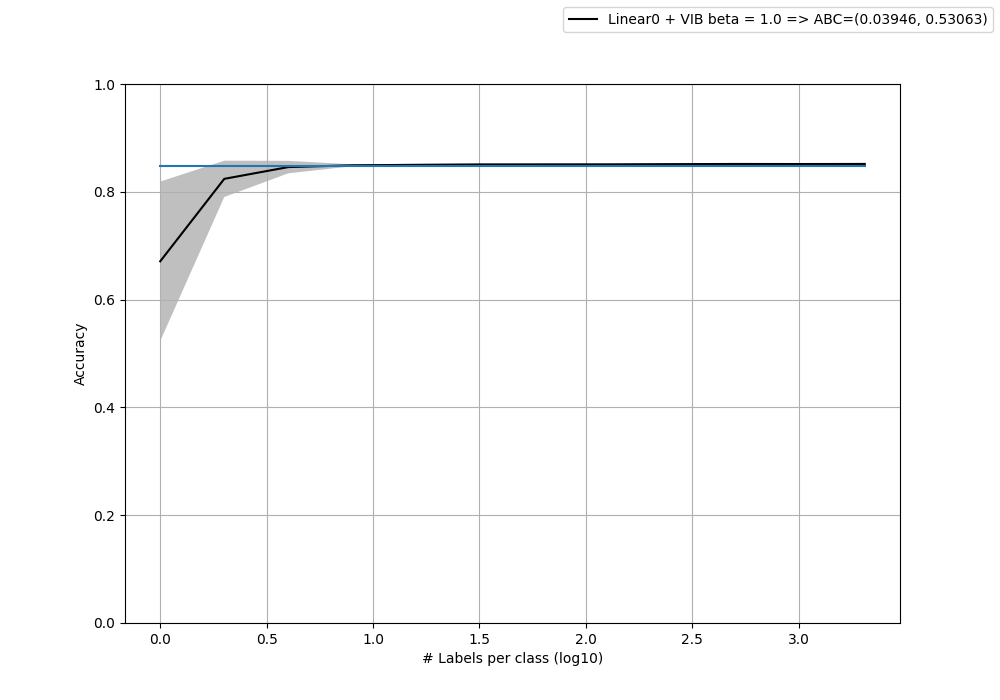 Linear0 + VIB beta = 1.0 => ABC=(0.03946, 0.53063)
1.0
0.8
0.6
0.4
0.2
0.0
Accuracy
0.0 0.5 1.0 1.5 2.0 2.5 3.0
# Labels per class (log10)